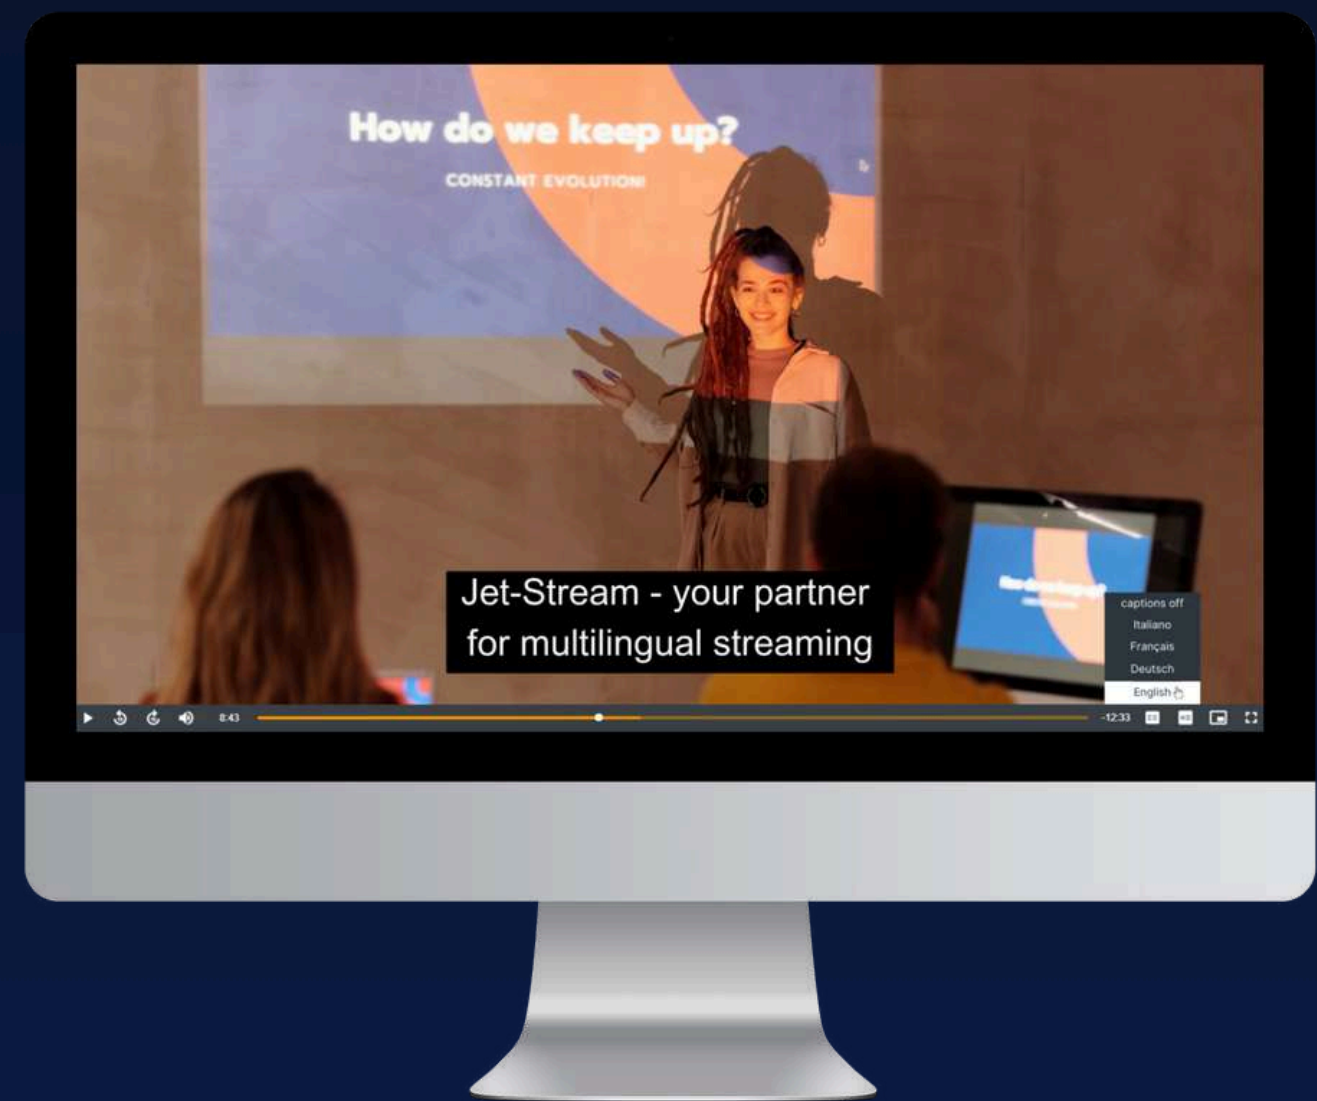 How do we keep up?
CONSTANT EVOLUTION!
Jet-Stream - your partner
for multilingual streaming
captions off
Italiano
Français
Deutsch
English
8:43
-12:33